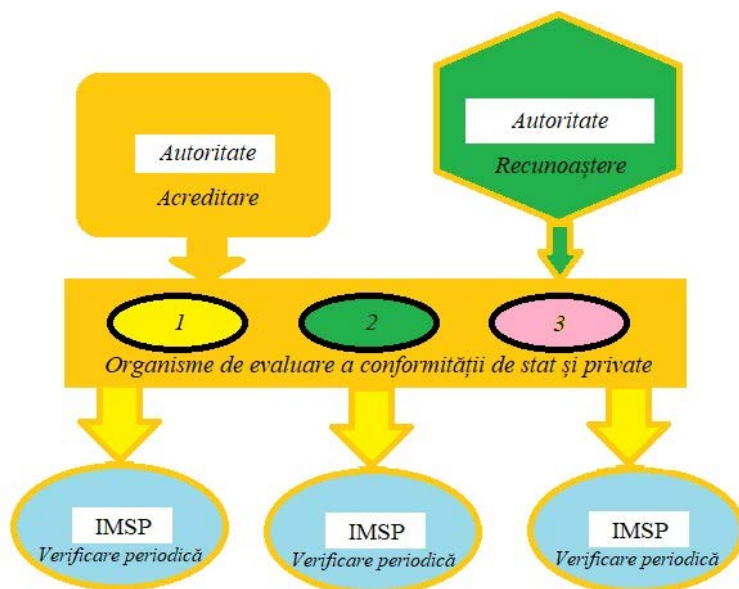 Autoritate
Acreditare
Autoritate
Recunoaștere
1
2
3
Organisme de evaluare a conformității de stat și private
IMSP
Verificare periodică
IMSP
Verificare periodică
IMSP
Verificare periodică